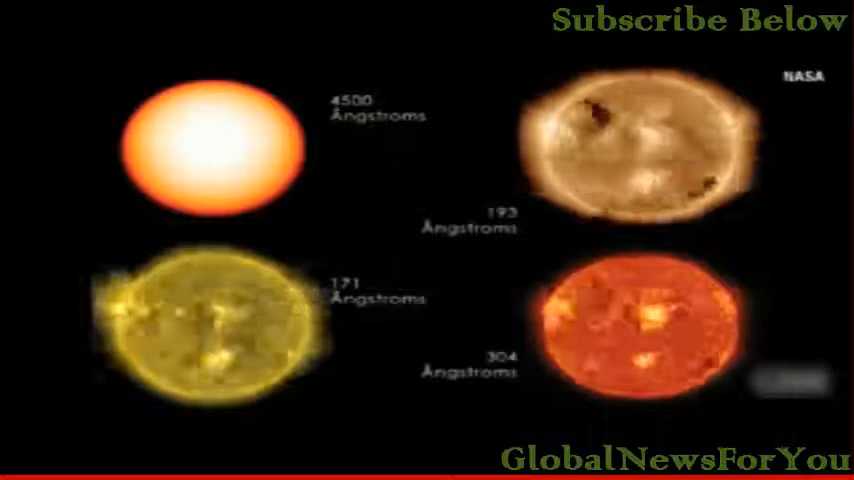 Subscribe Below
NASA
4500
Ångstroms
193
Ångstroms
171
Ångstroms
304
Ångstroms
GlobalNewsForYou